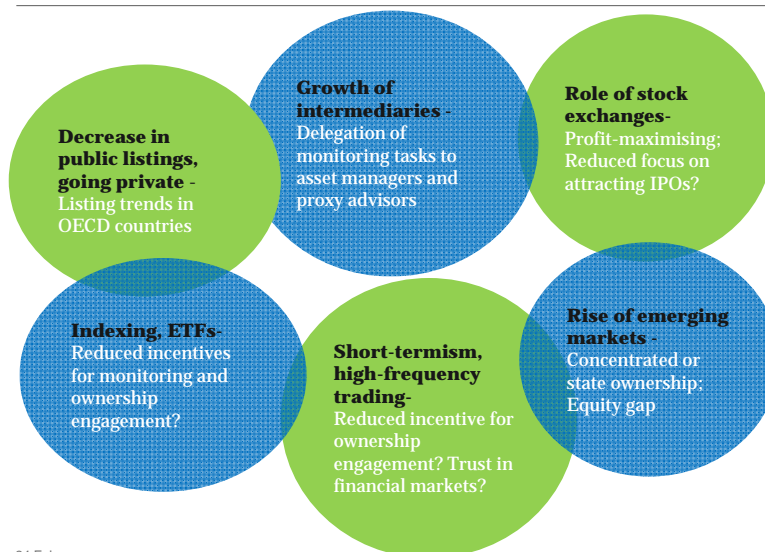 Decrease in
public listings,
going private -
Listing trends in
OECD countries
Growth of
intermediaries -
Delegation of
monitoring tasks to
asset managers and
proxy advisors
Role of stock
exchanges-
Profit-maximising;
Reduced focus on
attracting IPOs?
Indexing, ETFs-
Reduced incentives
for monitoring and
ownership
engagement?
Short-termism,
high-frequency
trading-
Reduced incentive for
ownership
engagement? Trust in
financial markets?
Rise of emerging
markets -
Concentrated or
state ownership;
Equity gap